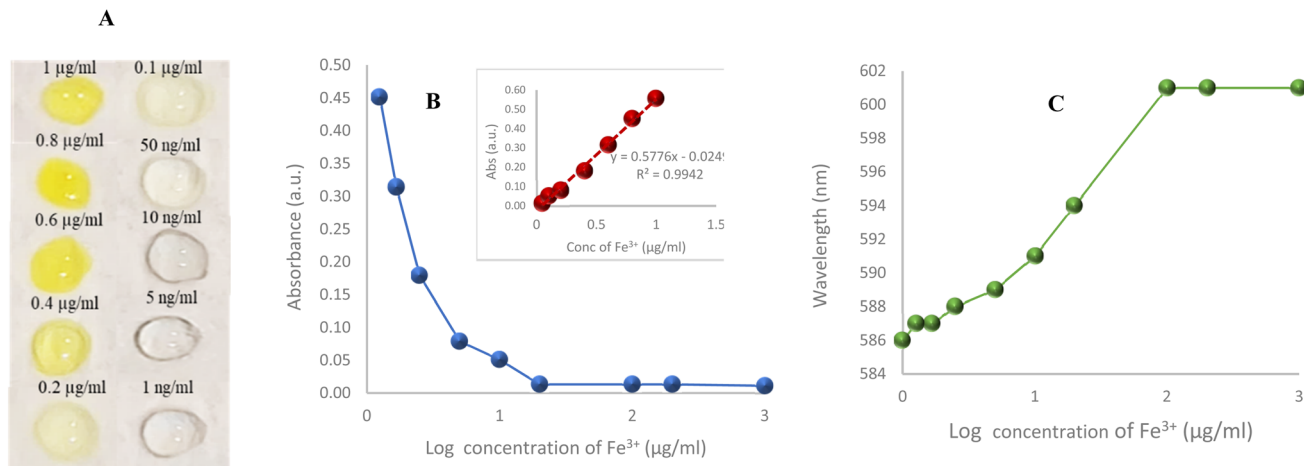 A
1 µg/ml 0.1 µg/ml
0.8 µg/ml 50 ng/ml
0.6 µg/ml 10 ng/ml
0.4 µg/ml 5 ng/ml
0.2 µg/ml 1 ng/ml
B
0.50
0.45
0.40
0.35
0.30
0.25
0.20
0.15
0.10
0.05
0.00
0 1 2 3
Absorbance (a.u.)
Log concentration of Fe³⁺ (µg/ml)
0.60
0.50
0.40
0.30
0.20
0.10
0.00
0 0.5 1 1.5
Abs (a.u.)
Conc of Fe³⁺ (µg/ml)
y = 0.5776x - 0.0249
R² = 0.9942
C
602
600
598
596
594
592
590
588
586
584
0 1 2 3
Wavelength (nm)
Log concentration of Fe³⁺ (µg/ml)